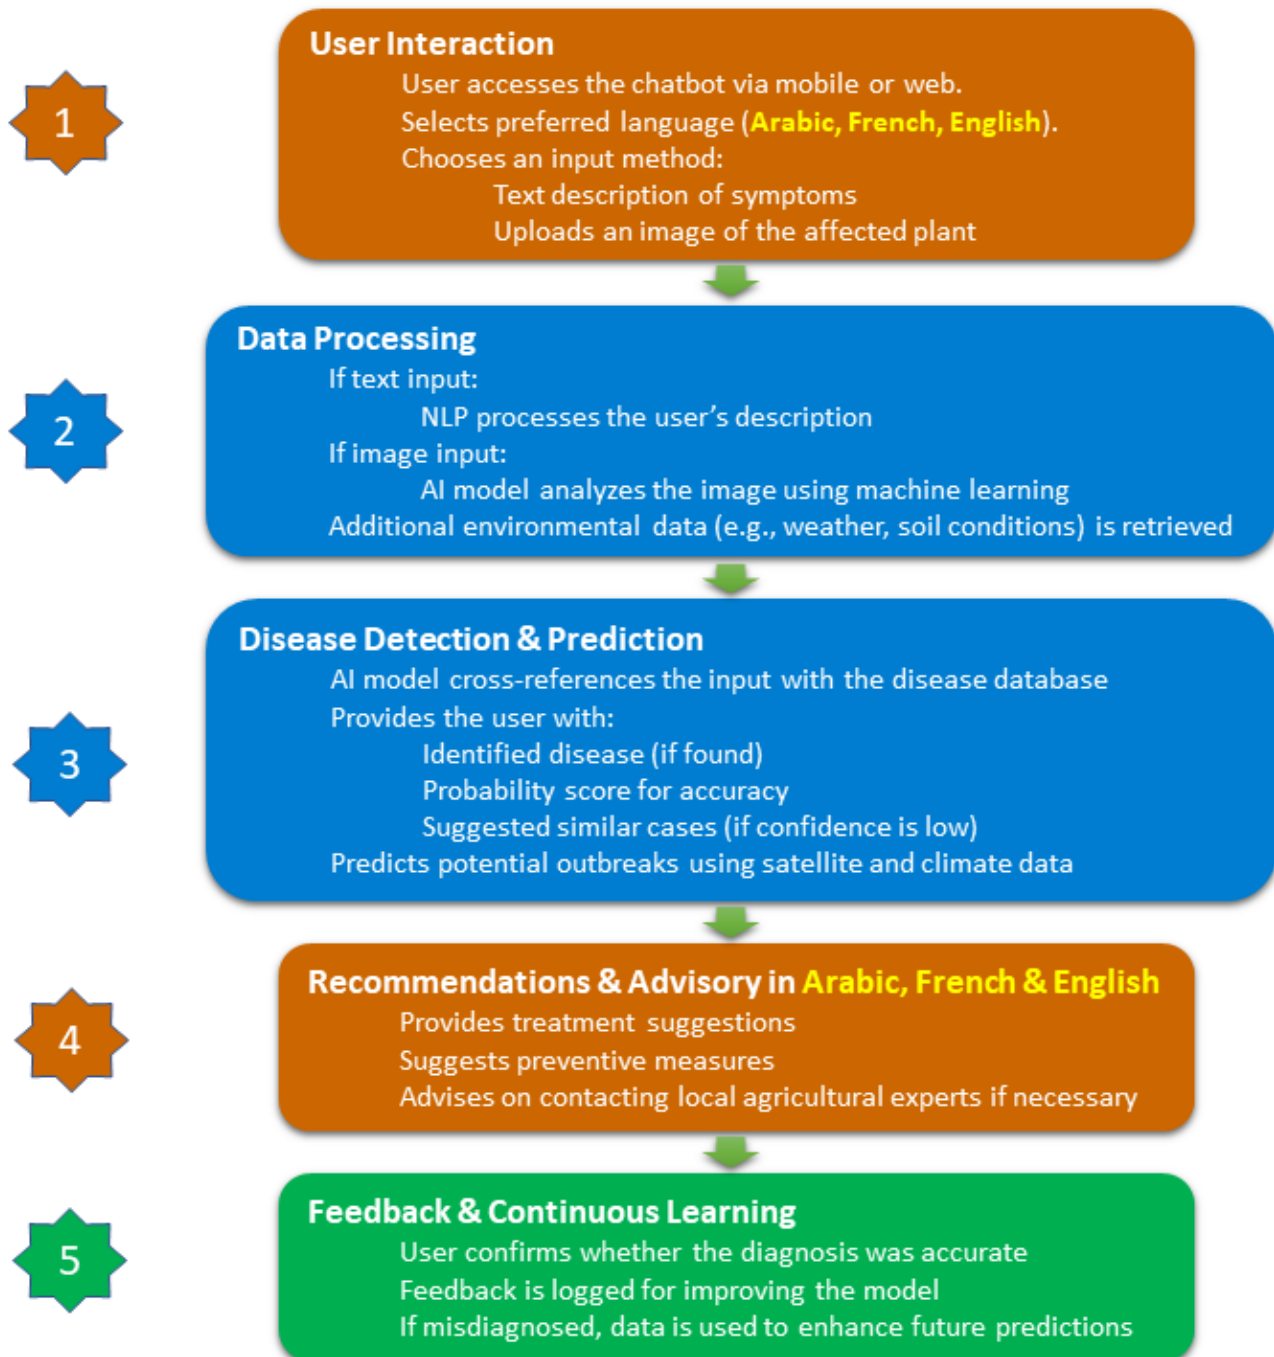 1
User Interaction
User accesses the chatbot via mobile or web.
Selects preferred language (Arabic, French, English).
Chooses an input method:
Text description of symptoms
Uploads an image of the affected plant
2
Data Processing
If text input:
NLP processes the user’s description
If image input:
AI model analyzes the image using machine learning
Additional environmental data (e.g., weather, soil conditions) is retrieved
3
Disease Detection & Prediction
AI model cross-references the input with the disease database
Provides the user with:
Identified disease (if found)
Probability score for accuracy
Suggested similar cases (if confidence is low)
Predicts potential outbreaks using satellite and climate data
4
Recommendations & Advisory in Arabic, French & English
Provides treatment suggestions
Suggests preventive measures
Advises on contacting local agricultural experts if necessary
5
Feedback & Continuous Learning
User confirms whether the diagnosis was accurate
Feedback is logged for improving the model
If misdiagnosed, data is used to enhance future predictions